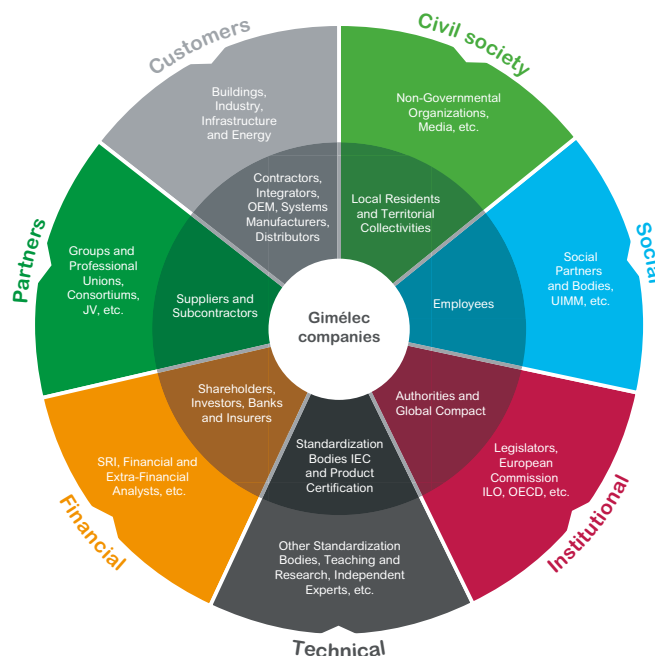 Customers
Buildings,
Industry,
Infrastructure
and Energy
Contractors,
Integrators,
OEM, Systems
Manufacturers,
Distributors
Civil society
Non-Governmental
Organizations,
Media, etc.
Local Residents
and Territorial
Collectivities
Social
Social
Partners
and Bodies,
UIMM, etc.
Employees
Institutional
Legislators,
European
Commission
ILO, OECD, etc.
Authorities and
Global Compact
Technical
Other Standardization
Bodies, Teaching and
Research, Independent
Experts, etc.
Standardization
Bodies IEC
and Product
Certification
Financial
SRI, Financial and
Extra-Financial
Analysts, etc.
Shareholders,
Investors, Banks
and Insurers
Partners
Groups and
Professional
Unions,
Consortiums,
JV, etc.
Suppliers and
Subcontractors
Gimélec
companies